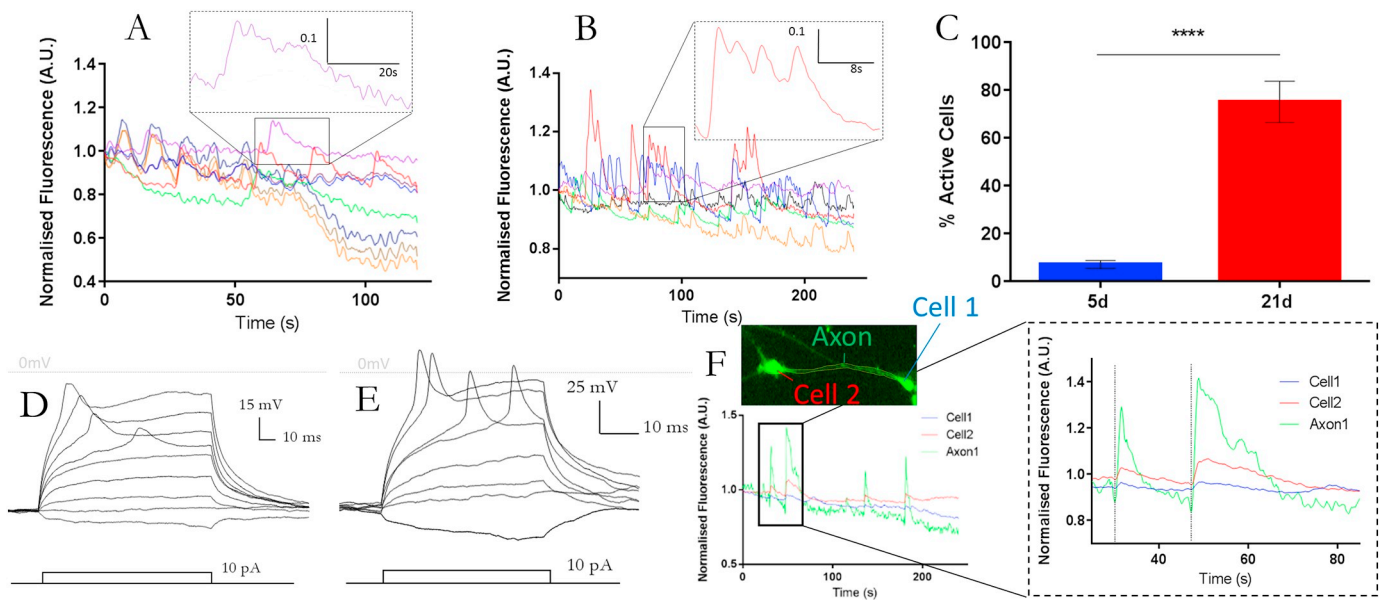 A
Normalised Fluorescence (A.U.)
1.4
1.2
1.0
0.8
0.6
0.4
0
50
100
Time (s)
0.1
20s
B
Normalised Fluorescence (A.U.)
1.4
1.2
1.0
0.8
0
100
200
Time (s)
0.1
8s
C
% Active Cells
100
80
60
40
20
0
****
5d
21d
0mV
D
15 mV
10 ms
10 pA
0mV
E
25 mV
10 ms
10 pA
F
Axon
Cell 1
Cell 2
Normalised Fluorescence (A.U.)
1.5
1.0
0.5
0
100
200
Time (s)
Cell1
Cell2
Axon1
Normalised Fluorescence (A.U.)
1.4
1.2
1.0
0.8
40
60
80
Time (s)
Cell1
Cell2
Axon1